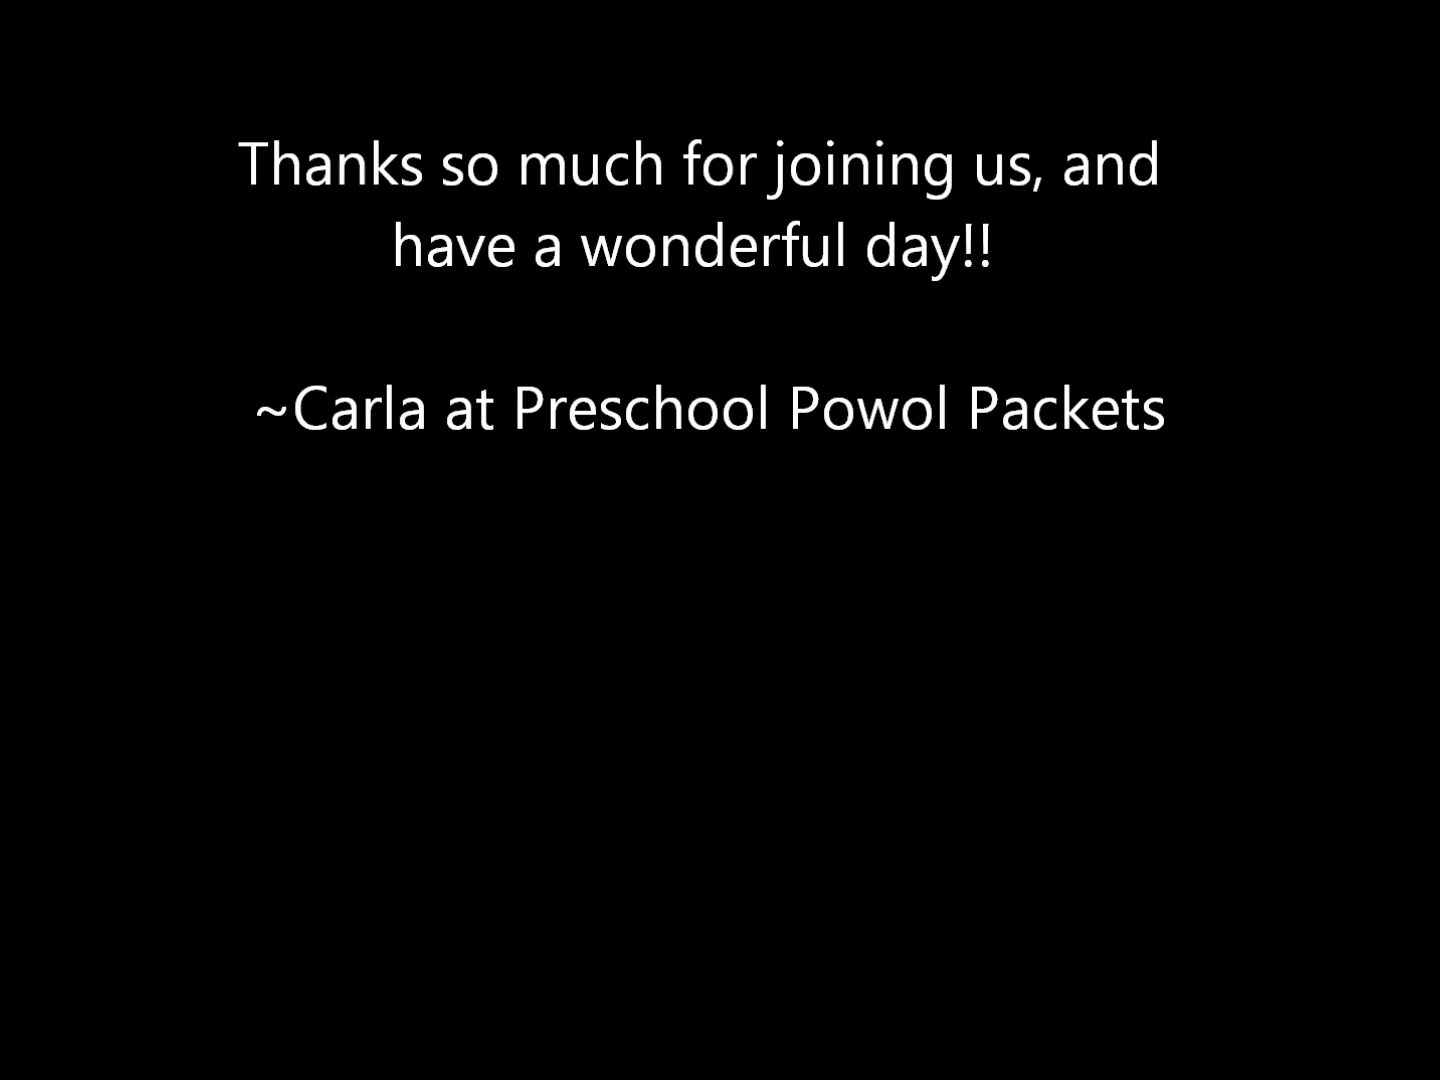 Thanks so much for joining us, and
have a wonderful day!!
~Carla at Preschool Powol Packets